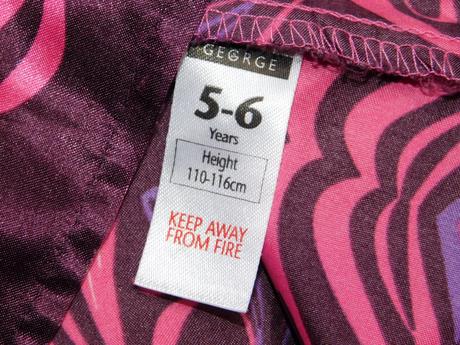 GEORGE
5-6
Years
Height
110-116cm
KEEP AWAY
FROM FIRE